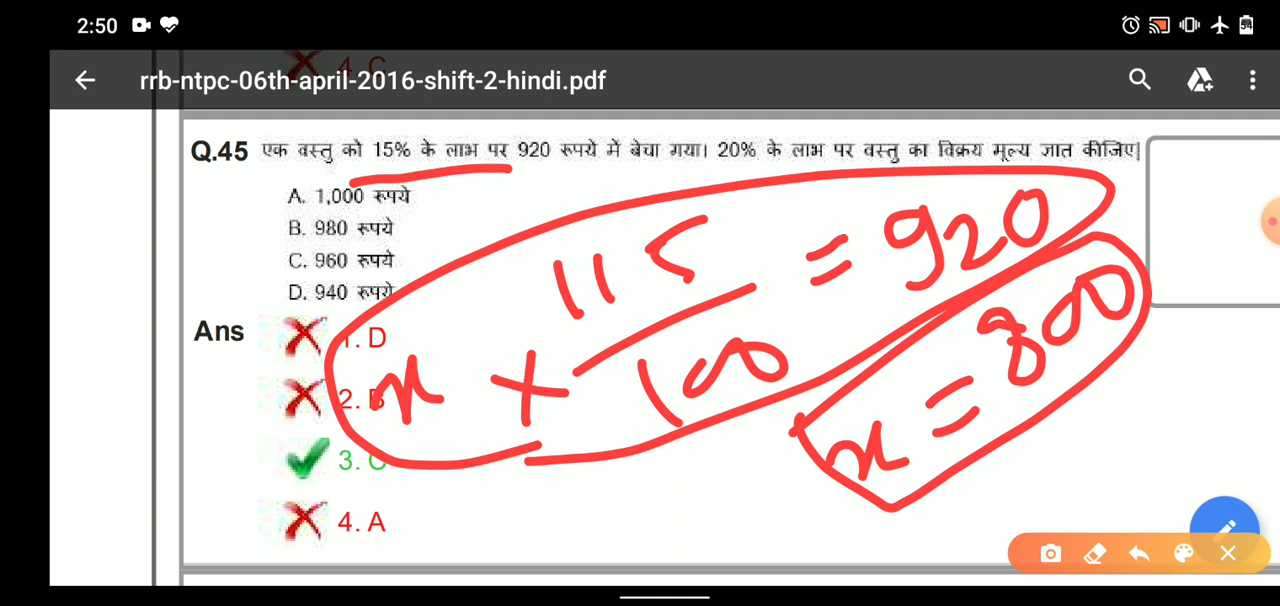 2:50
4. C
rrb-ntpc-06th-april-2016-shift-2-hindi.pdf
Q.45 एक वस्तु को 15% के लाभ पर 920 रूपये में बेचा गया। 20% के लाभ पर वस्तु का विक्रय मूल्य ज्ञात कीजिए|
A. 1,000 रूपये
B. 980 रूपये
C. 960 रूपये
D. 940 रूपये
Ans
1. D
2. B
3. C
4. A
x × 115/100 = 920
x = 800